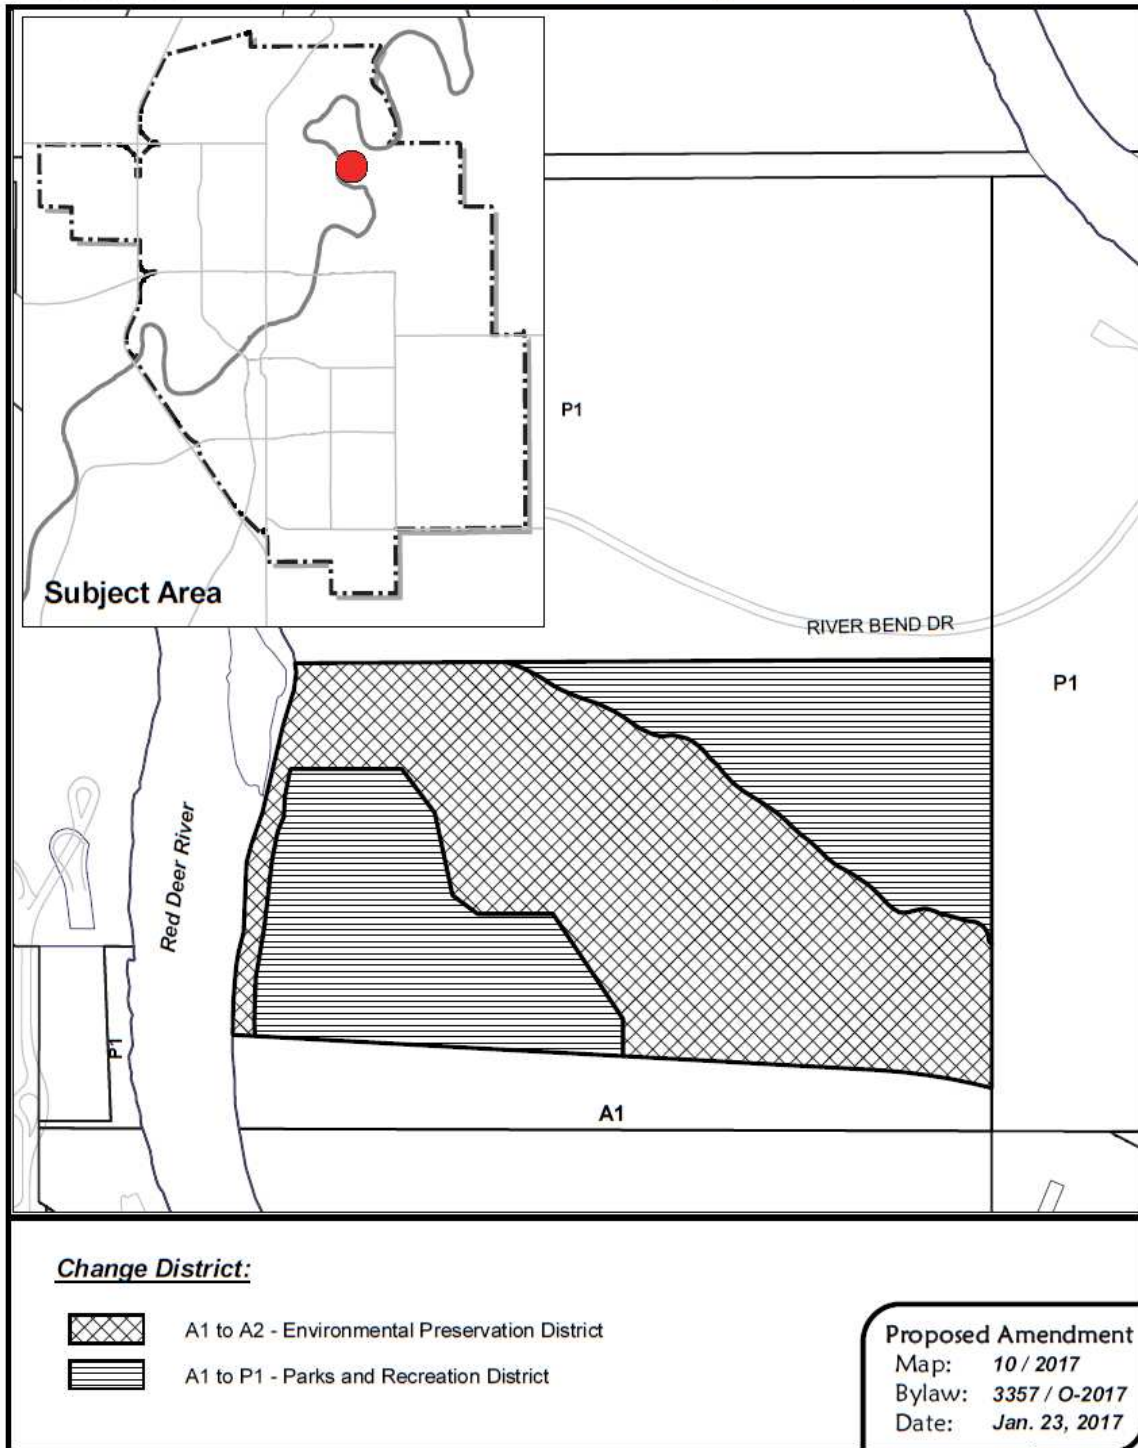 P1
Subject Area
RIVER BEND DR
P1
Red Deer River
P1
A1
Change District:
A1 to A2 - Environmental Preservation District
A1 to P1 - Parks and Recreation District
Proposed Amendment
Map: 10 / 2017
Bylaw: 3357 / O-2017
Date: Jan. 23, 2017